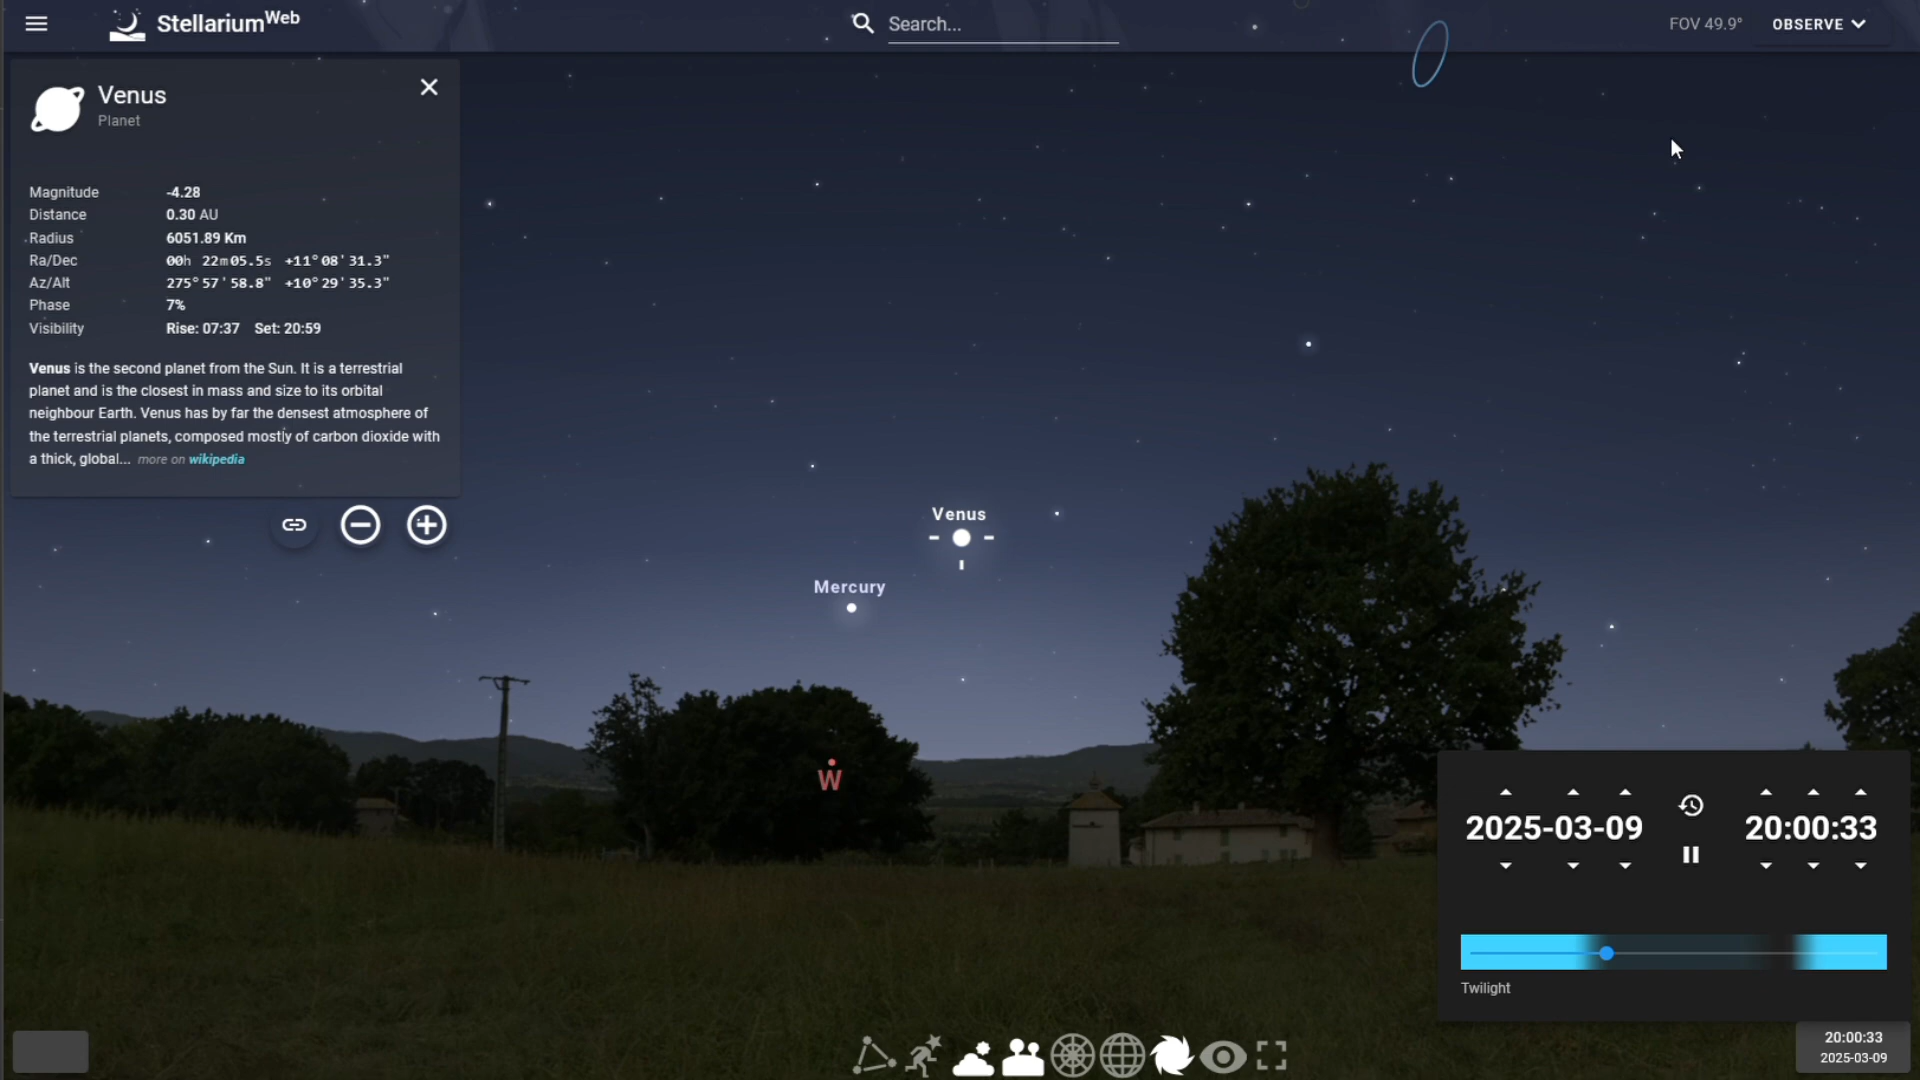 StellariumWeb
Search...
FOV 49.9°
OBSERVE
Venus
Planet
Magnitude -4.28
Distance 0.30 AU
Radius 6051.89 Km
Ra/Dec 00h 22m05.5s +11°08'31.3"
Az/Alt 275°57'58.8" +10°29'35.3"
Phase 7%
Visibility Rise: 07:37 Set: 20:59
Venus is the second planet from the Sun. It is a terrestrial
planet and is the closest in mass and size to its orbital
neighbour Earth. Venus has by far the densest atmosphere of
the terrestrial planets, composed mostly of carbon dioxide with
a thick, global... more on wikipedia
Venus
Mercury
W
2025-03-09 20:00:33
Twilight
20:00:33
2025-03-09